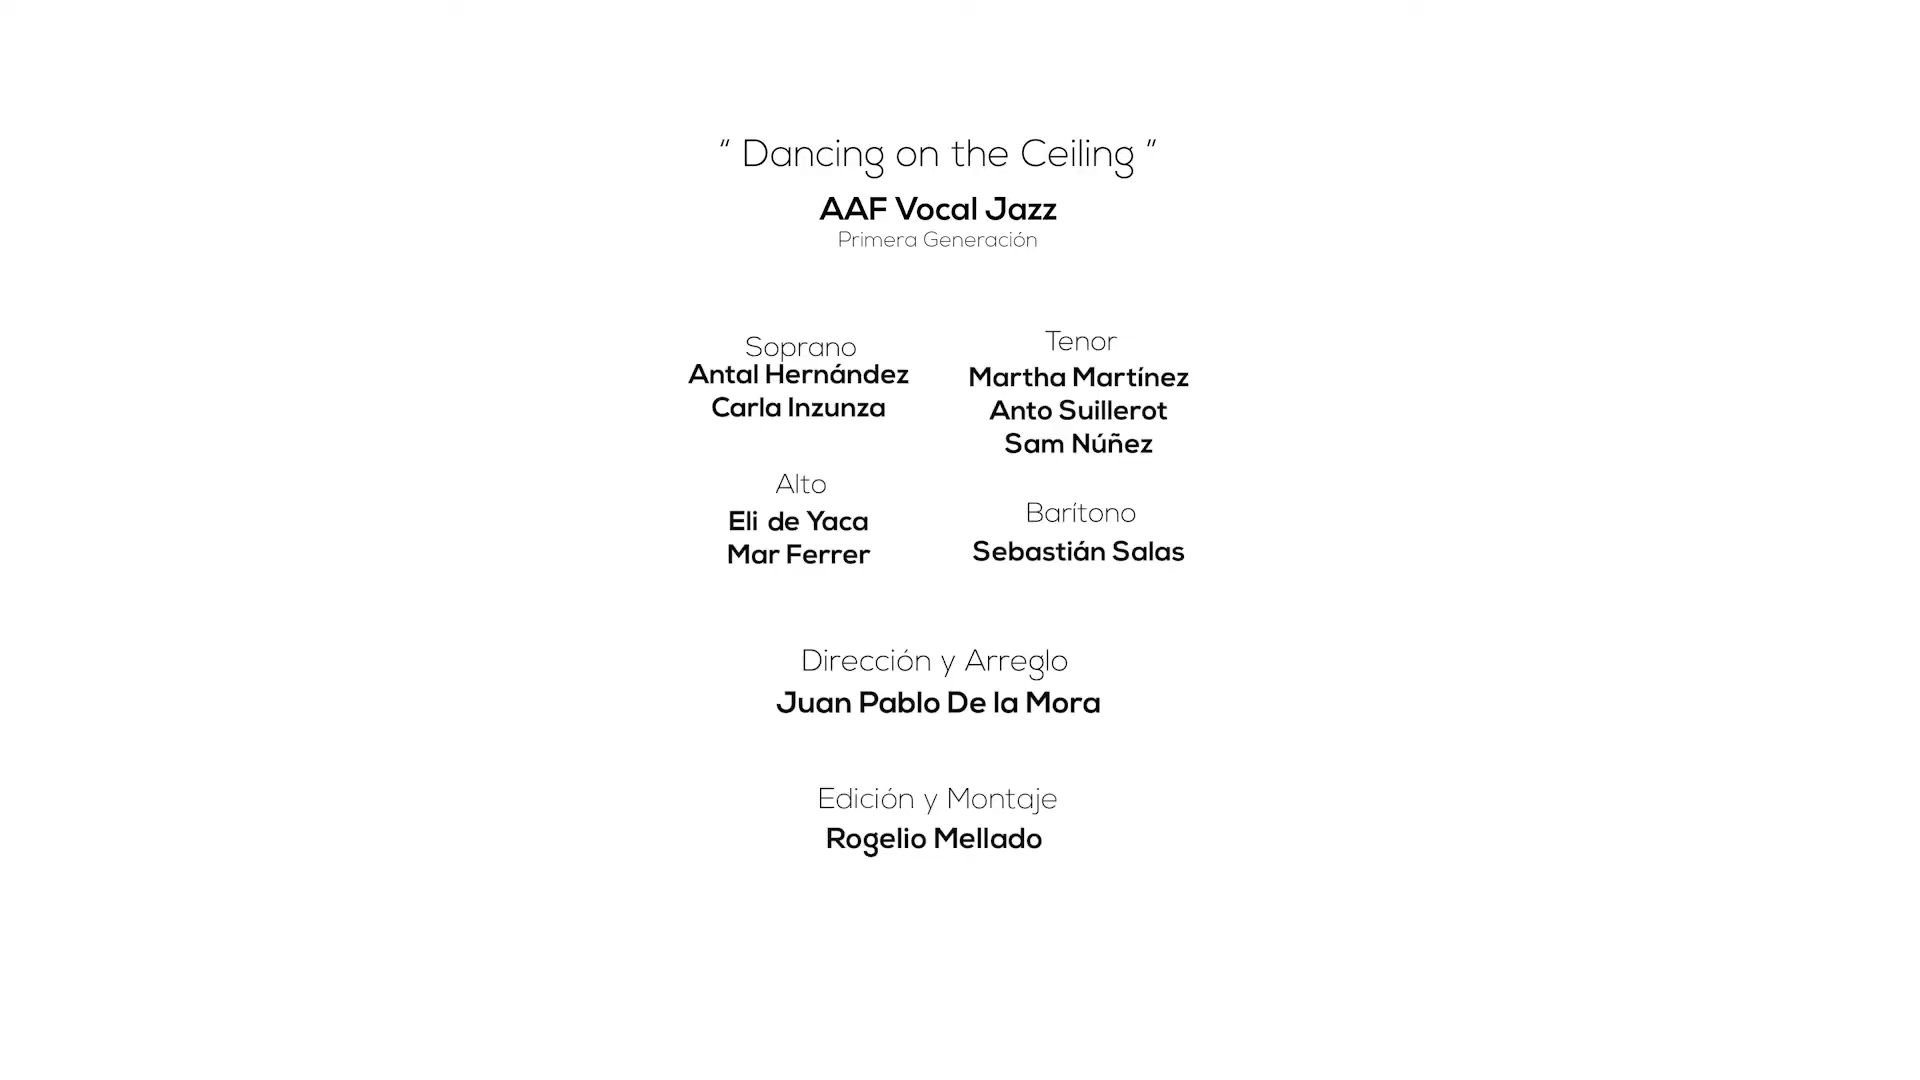 “ Dancing on the Ceiling ”
AAF Vocal Jazz
Primera Generación
Soprano
Antal Hernández
Carla Inzunza
Alto
Eli de Yaca
Mar Ferrer
Tenor
Martha Martínez
Anto Suillerot
Sam Núñez
Barítono
Sebastián Salas
Dirección y Arreglo
Juan Pablo De la Mora
Edición y Montaje
Rogelio Mellado